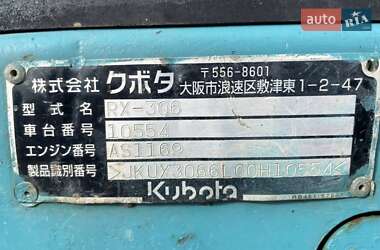 auto RIA
株式会社 クボタ 〒556-8601
大阪市浪速区敷津東1-2-47
型式名 RX-306
車台番号 10554
エンジン番号 AS1169
製品識別番号 >JKUX3066L00H10554<
Kubota